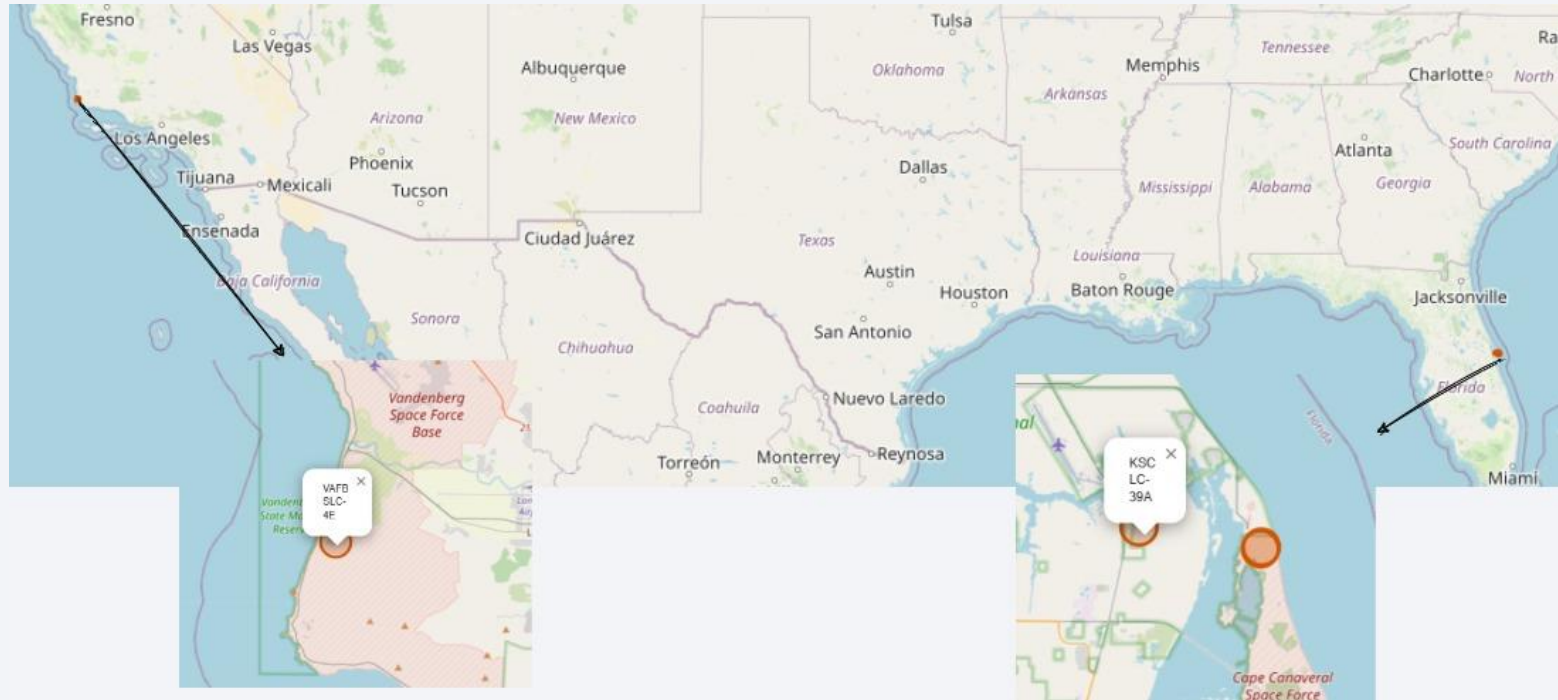 Fresno
Tulsa
Las Vegas
Tennessee
Ra
Albuquerque
Oklahoma
Memphis
Charlotte
North
Arkansas
Arizona
New Mexico
Los Angeles
South Carolina
Atlanta
Phoenix
Dallas
Tijuana
Mexicali
Tucson
Mississippi
Alabama
Georgia
Ensenada
Ciudad Juárez
Texas
Louisiana
Baja California
Austin
Houston
Baton Rouge
Jacksonville
Sonora
San Antonio
Chihuahua
Florida
Coahuila
Nuevo Laredo
Torreón
Monterrey
Reynosa
Miami
Vandenberg
Space Force
Base
VAFB
SLC-
4E
×
State
KSC
LC-
39A
×
Florida
Cape Canaveral
Space Force